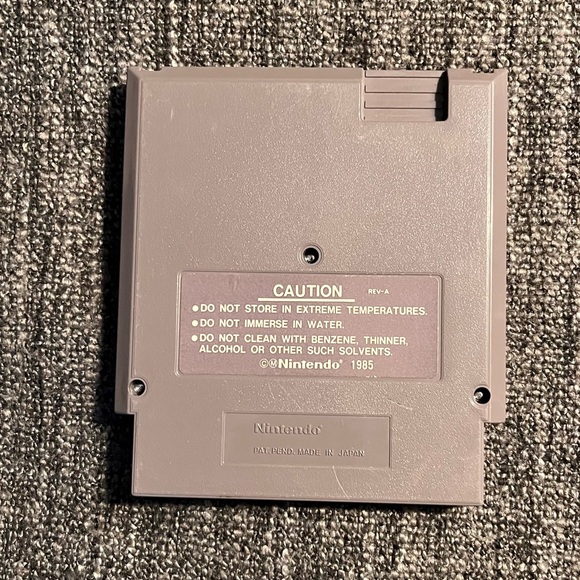 CAUTION REV-A
●DO NOT STORE IN EXTREME TEMPERATURES.
●DO NOT IMMERSE IN WATER.
●DO NOT CLEAN WITH BENZENE, THINNER,
ALCOHOL OR OTHER SUCH SOLVENTS.
©ⓂNintendo® 1985
Nintendo®
PAT. PEND. MADE IN JAPAN